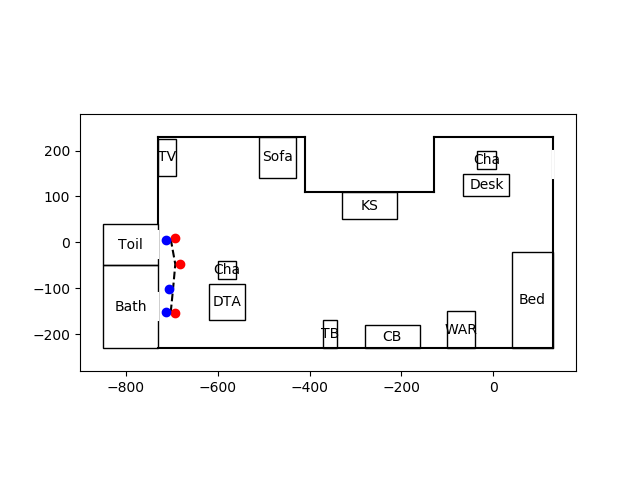 200
100
0
−100
−200
−800
−600
−400
−200
0
TV
Sofa
Cha
Desk
KS
Toil
Cha
Bath
DTA
Bed
TB
CB
WAR